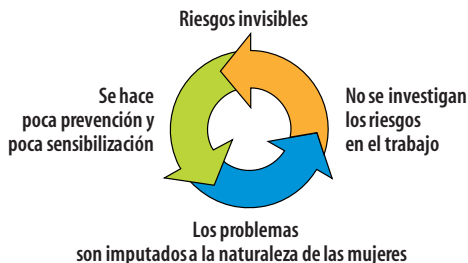 Riesgos invisibles
Se hace
poca prevención y
poca sensibilización
No se investigan
los riesgos
en el trabajo
Los problemas
son imputados a la naturaleza de las mujeres